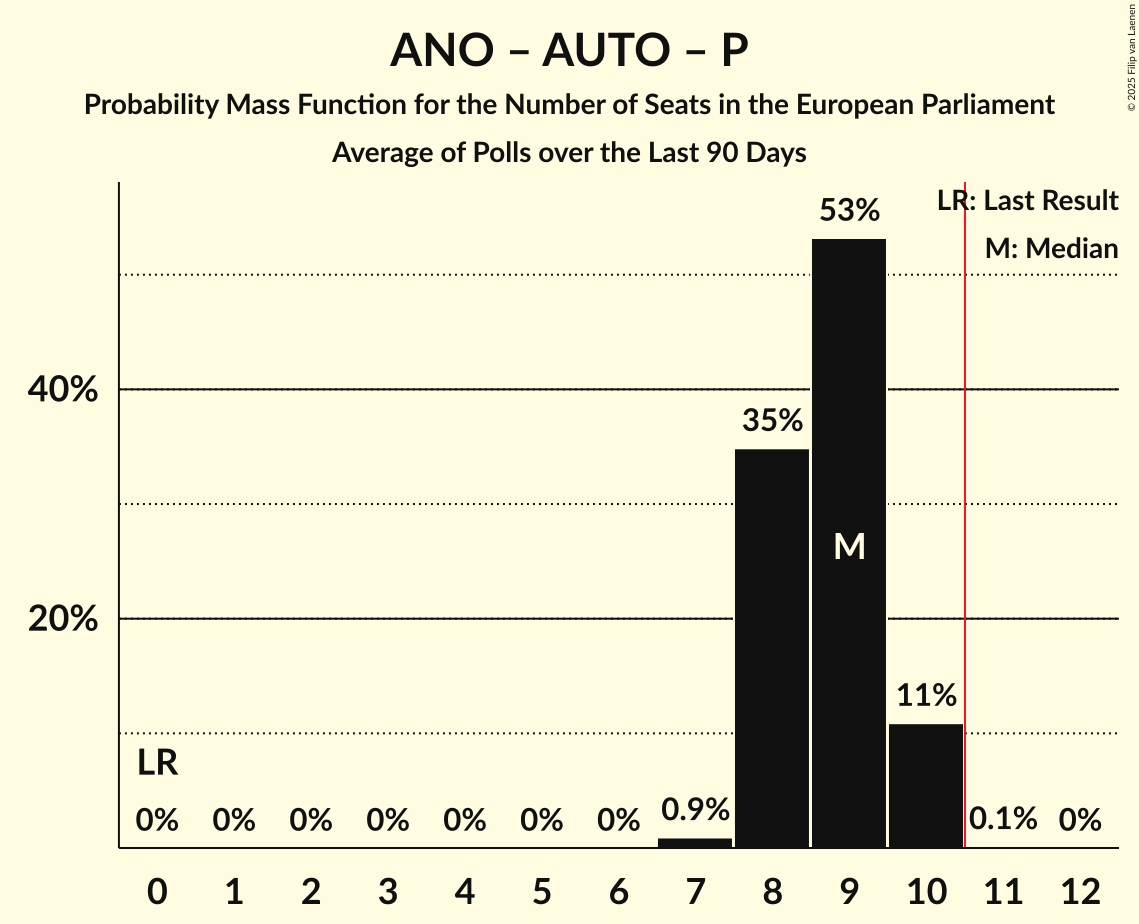 ANO – AUTO – P
Probability Mass Function for the Number of Seats in the European Parliament
Average of Polls over the Last 90 Days
© 2025 Filip van Laenen
LR: Last Result
M: Median
53%
40%
35%
M
20%
11%
LR
0% 0% 0% 0% 0% 0% 0% 0.9% 0.1% 0%
0 1 2 3 4 5 6 7 8 9 10 11 12